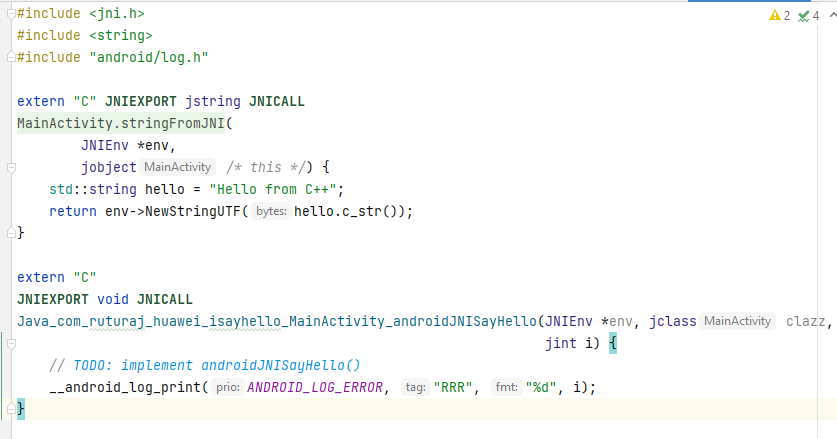 #include <jni.h>
#include <string>
#include "android/log.h"
2 4
extern "C" JNIEXPORT jstring JNICALL
MainActivity.stringFromJNI(
JNIEnv *env,
jobject MainActivity /* this */) {
std::string hello = "Hello from C++";
return env->NewStringUTF( bytes: hello.c_str());
}
extern "C"
JNIEXPORT void JNICALL
Java_com_ruturaj_huawei_isayhello_MainActivity_androidJNISayHello(JNIEnv *env, jclass MainActivity clazz,
jint i) {
// TODO: implement androidJNISayHello()
__android_log_print( prio: ANDROID_LOG_ERROR, tag: "RRR", fmt: "%d", i);
}